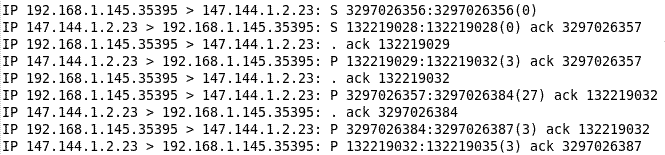 IP 192.168.1.145.35395 > 147.144.1.2.23: S 3297026356:3297026356(0)
IP 147.144.1.2.23 > 192.168.1.145.35395: S 132219028:132219028(0) ack 3297026357
IP 192.168.1.145.35395 > 147.144.1.2.23: . ack 132219029
IP 147.144.1.2.23 > 192.168.1.145.35395: P 132219029:132219032(3) ack 3297026357
IP 192.168.1.145.35395 > 147.144.1.2.23: . ack 132219032
IP 192.168.1.145.35395 > 147.144.1.2.23: P 3297026357:3297026384(27) ack 132219032
IP 147.144.1.2.23 > 192.168.1.145.35395: . ack 3297026384
IP 192.168.1.145.35395 > 147.144.1.2.23: P 3297026384:3297026387(3) ack 132219032
IP 147.144.1.2.23 > 192.168.1.145.35395: P 132219032:132219035(3) ack 3297026387